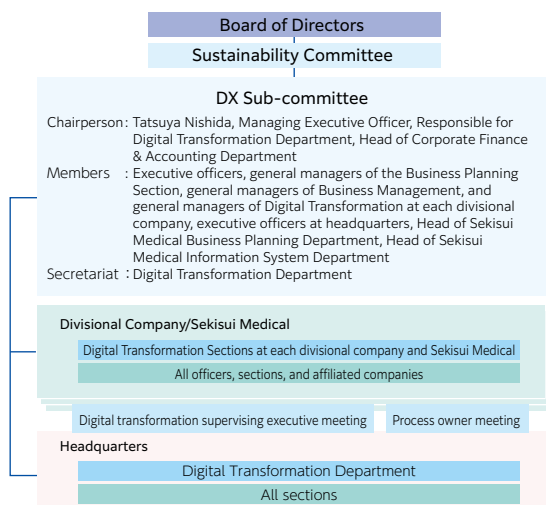 Board of Directors
Sustainability Committee
DX Sub-committee
Chairperson: Tatsuya Nishida, Managing Executive Officer, Responsible for
Digital Transformation Department, Head of Corporate Finance
& Accounting Department
Members : Executive officers, general managers of the Business Planning
Section, general managers of Business Management, and
general managers of Digital Transformation at each divisional
company, executive officers at headquarters, Head of Sekisui
Medical Business Planning Department, Head of Sekisui
Medical Information System Department
Secretariat : Digital Transformation Department
Divisional Company/Sekisui Medical
Digital Transformation Sections at each divisional company and Sekisui Medical
All officers, sections, and affiliated companies
Digital transformation supervising executive meeting
Process owner meeting
Headquarters
Digital Transformation Department
All sections